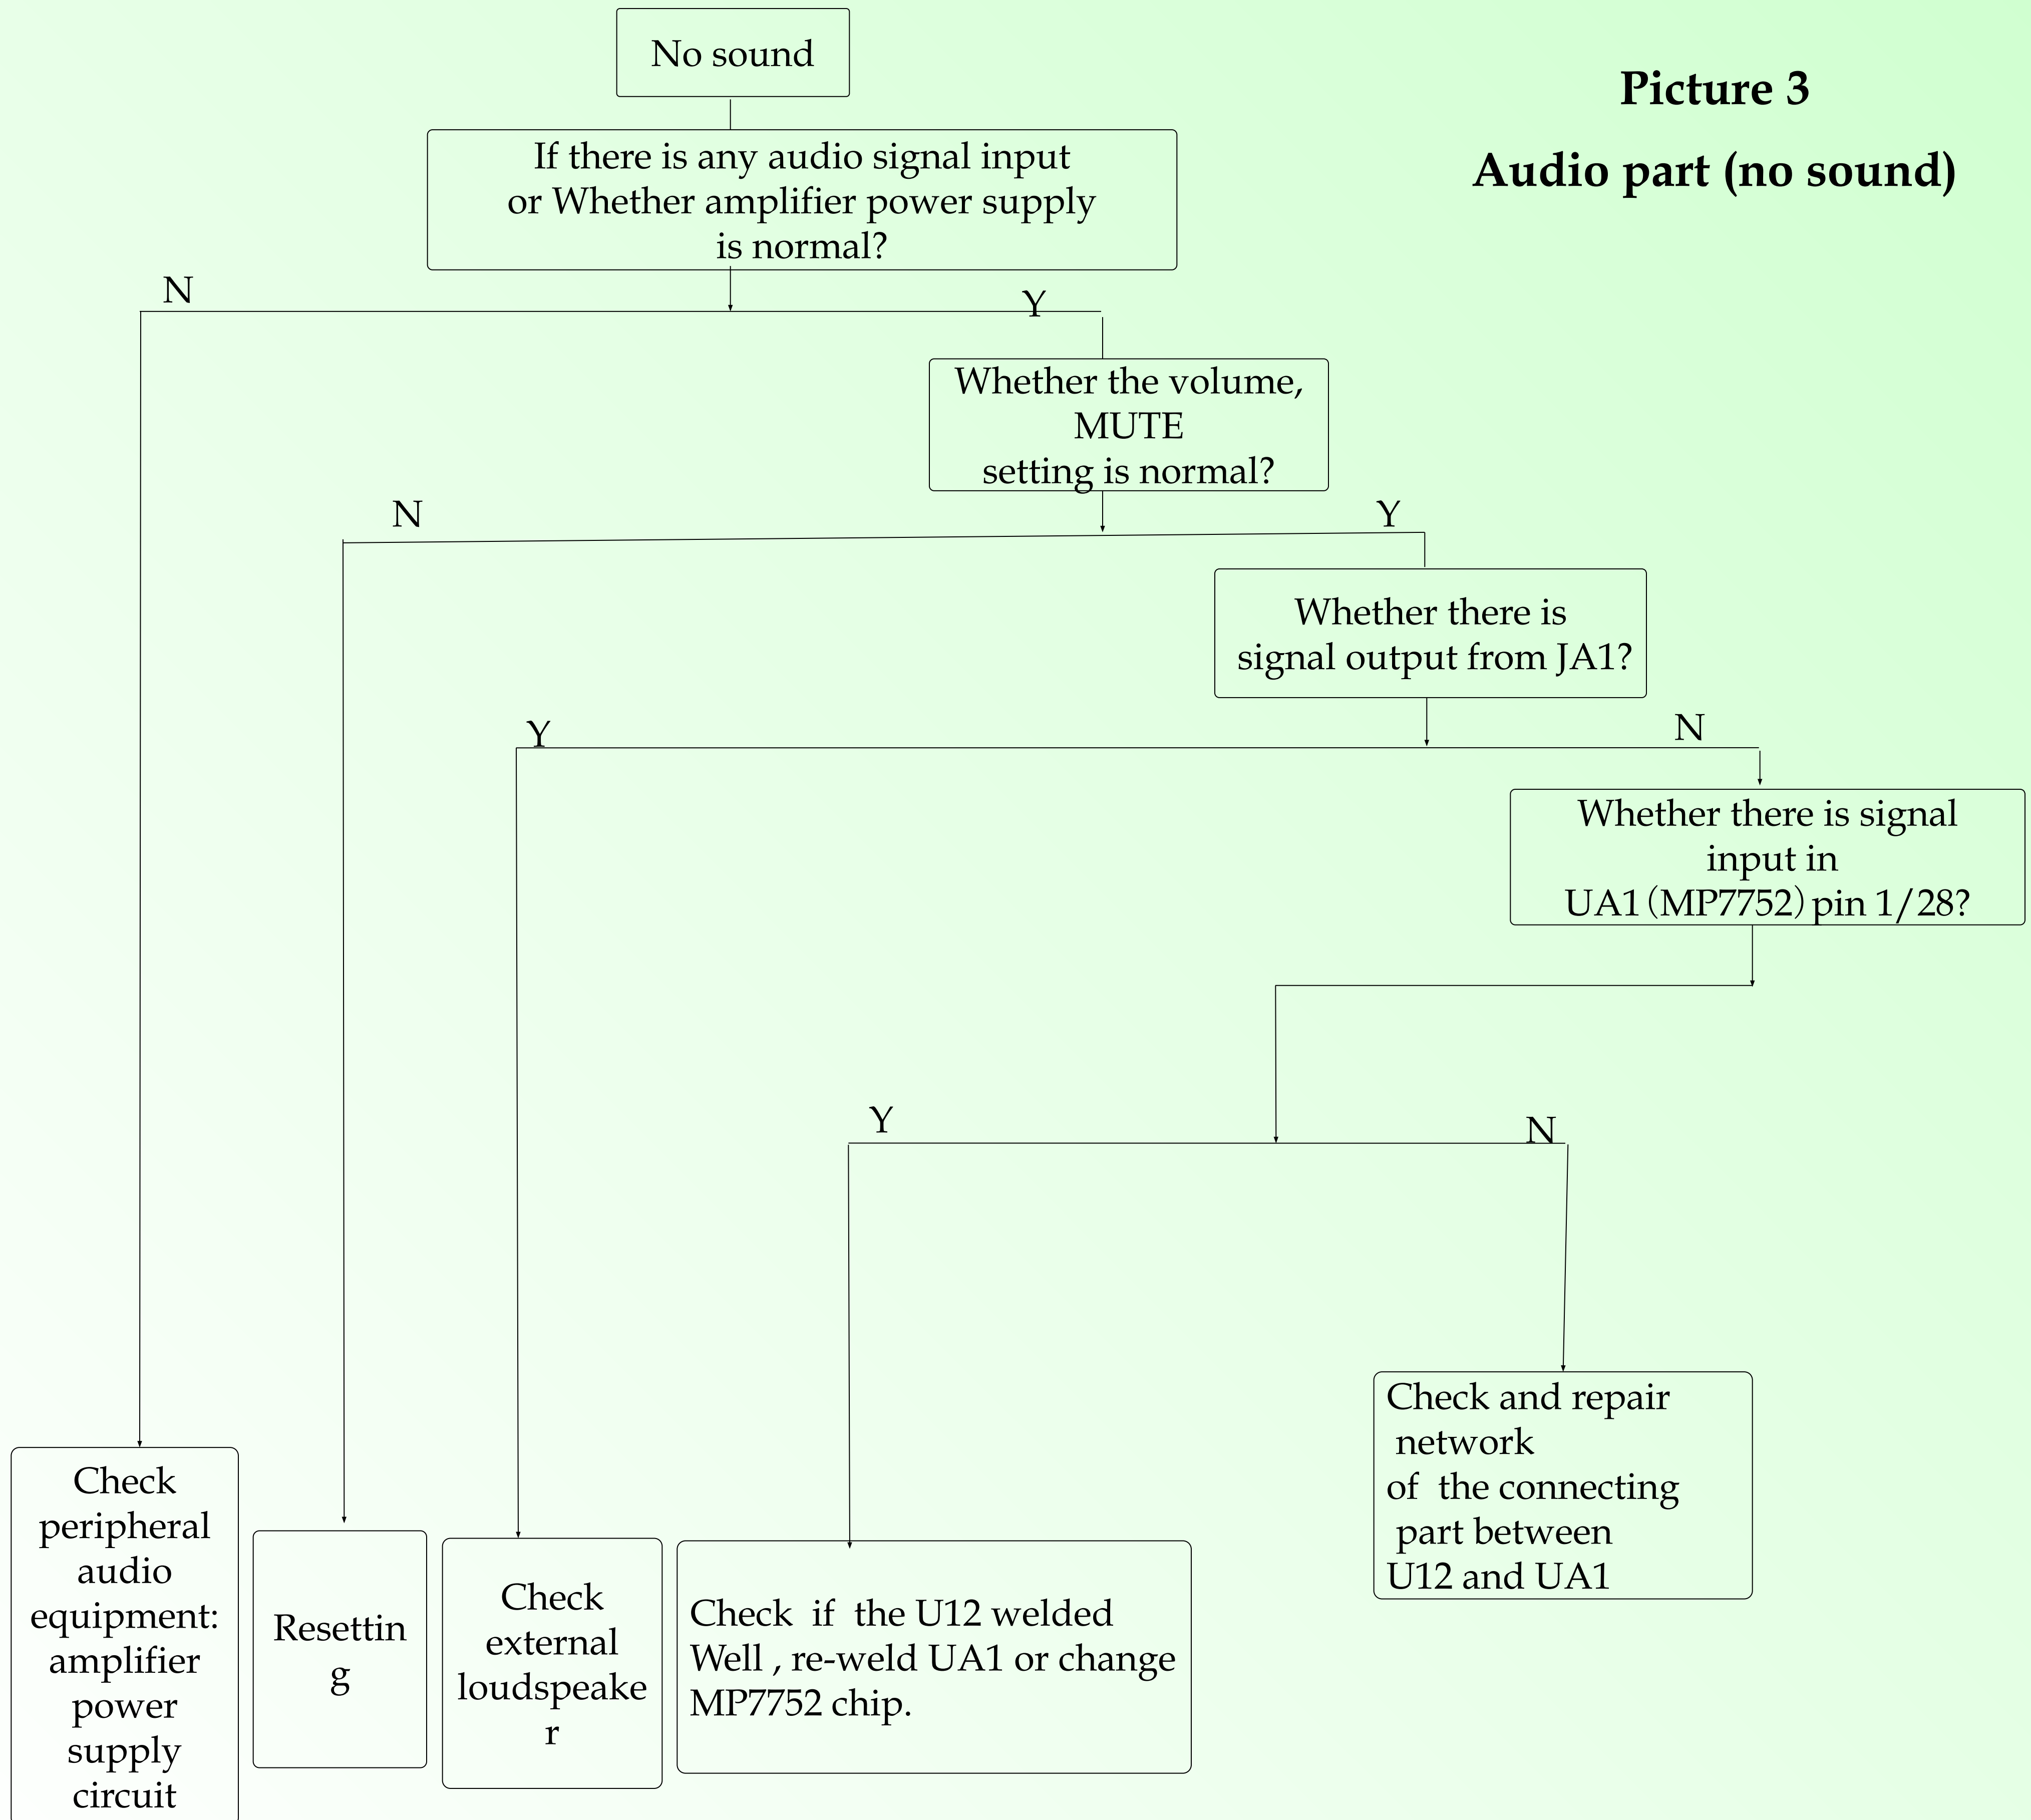 No sound
Picture 3
Audio part (no sound)
If there is any audio signal input
or Whether amplifier power supply
is normal?
N
Y
Whether the volume,
MUTE
setting is normal?
N
Y
Whether there is
signal output from JA1?
Y
N
Whether there is signal
input in
UA1(MP7752)pin 1/28?
Y
N
Check and repair
network
of the connecting
part between
U12 and UA1
Check
peripheral
audio
equipment:
amplifier
power
supply
circuit
Resettin
g
Check
external
loudspeake
r
Check if the U12 welded
Well , re-weld UA1 or change
MP7752 chip.